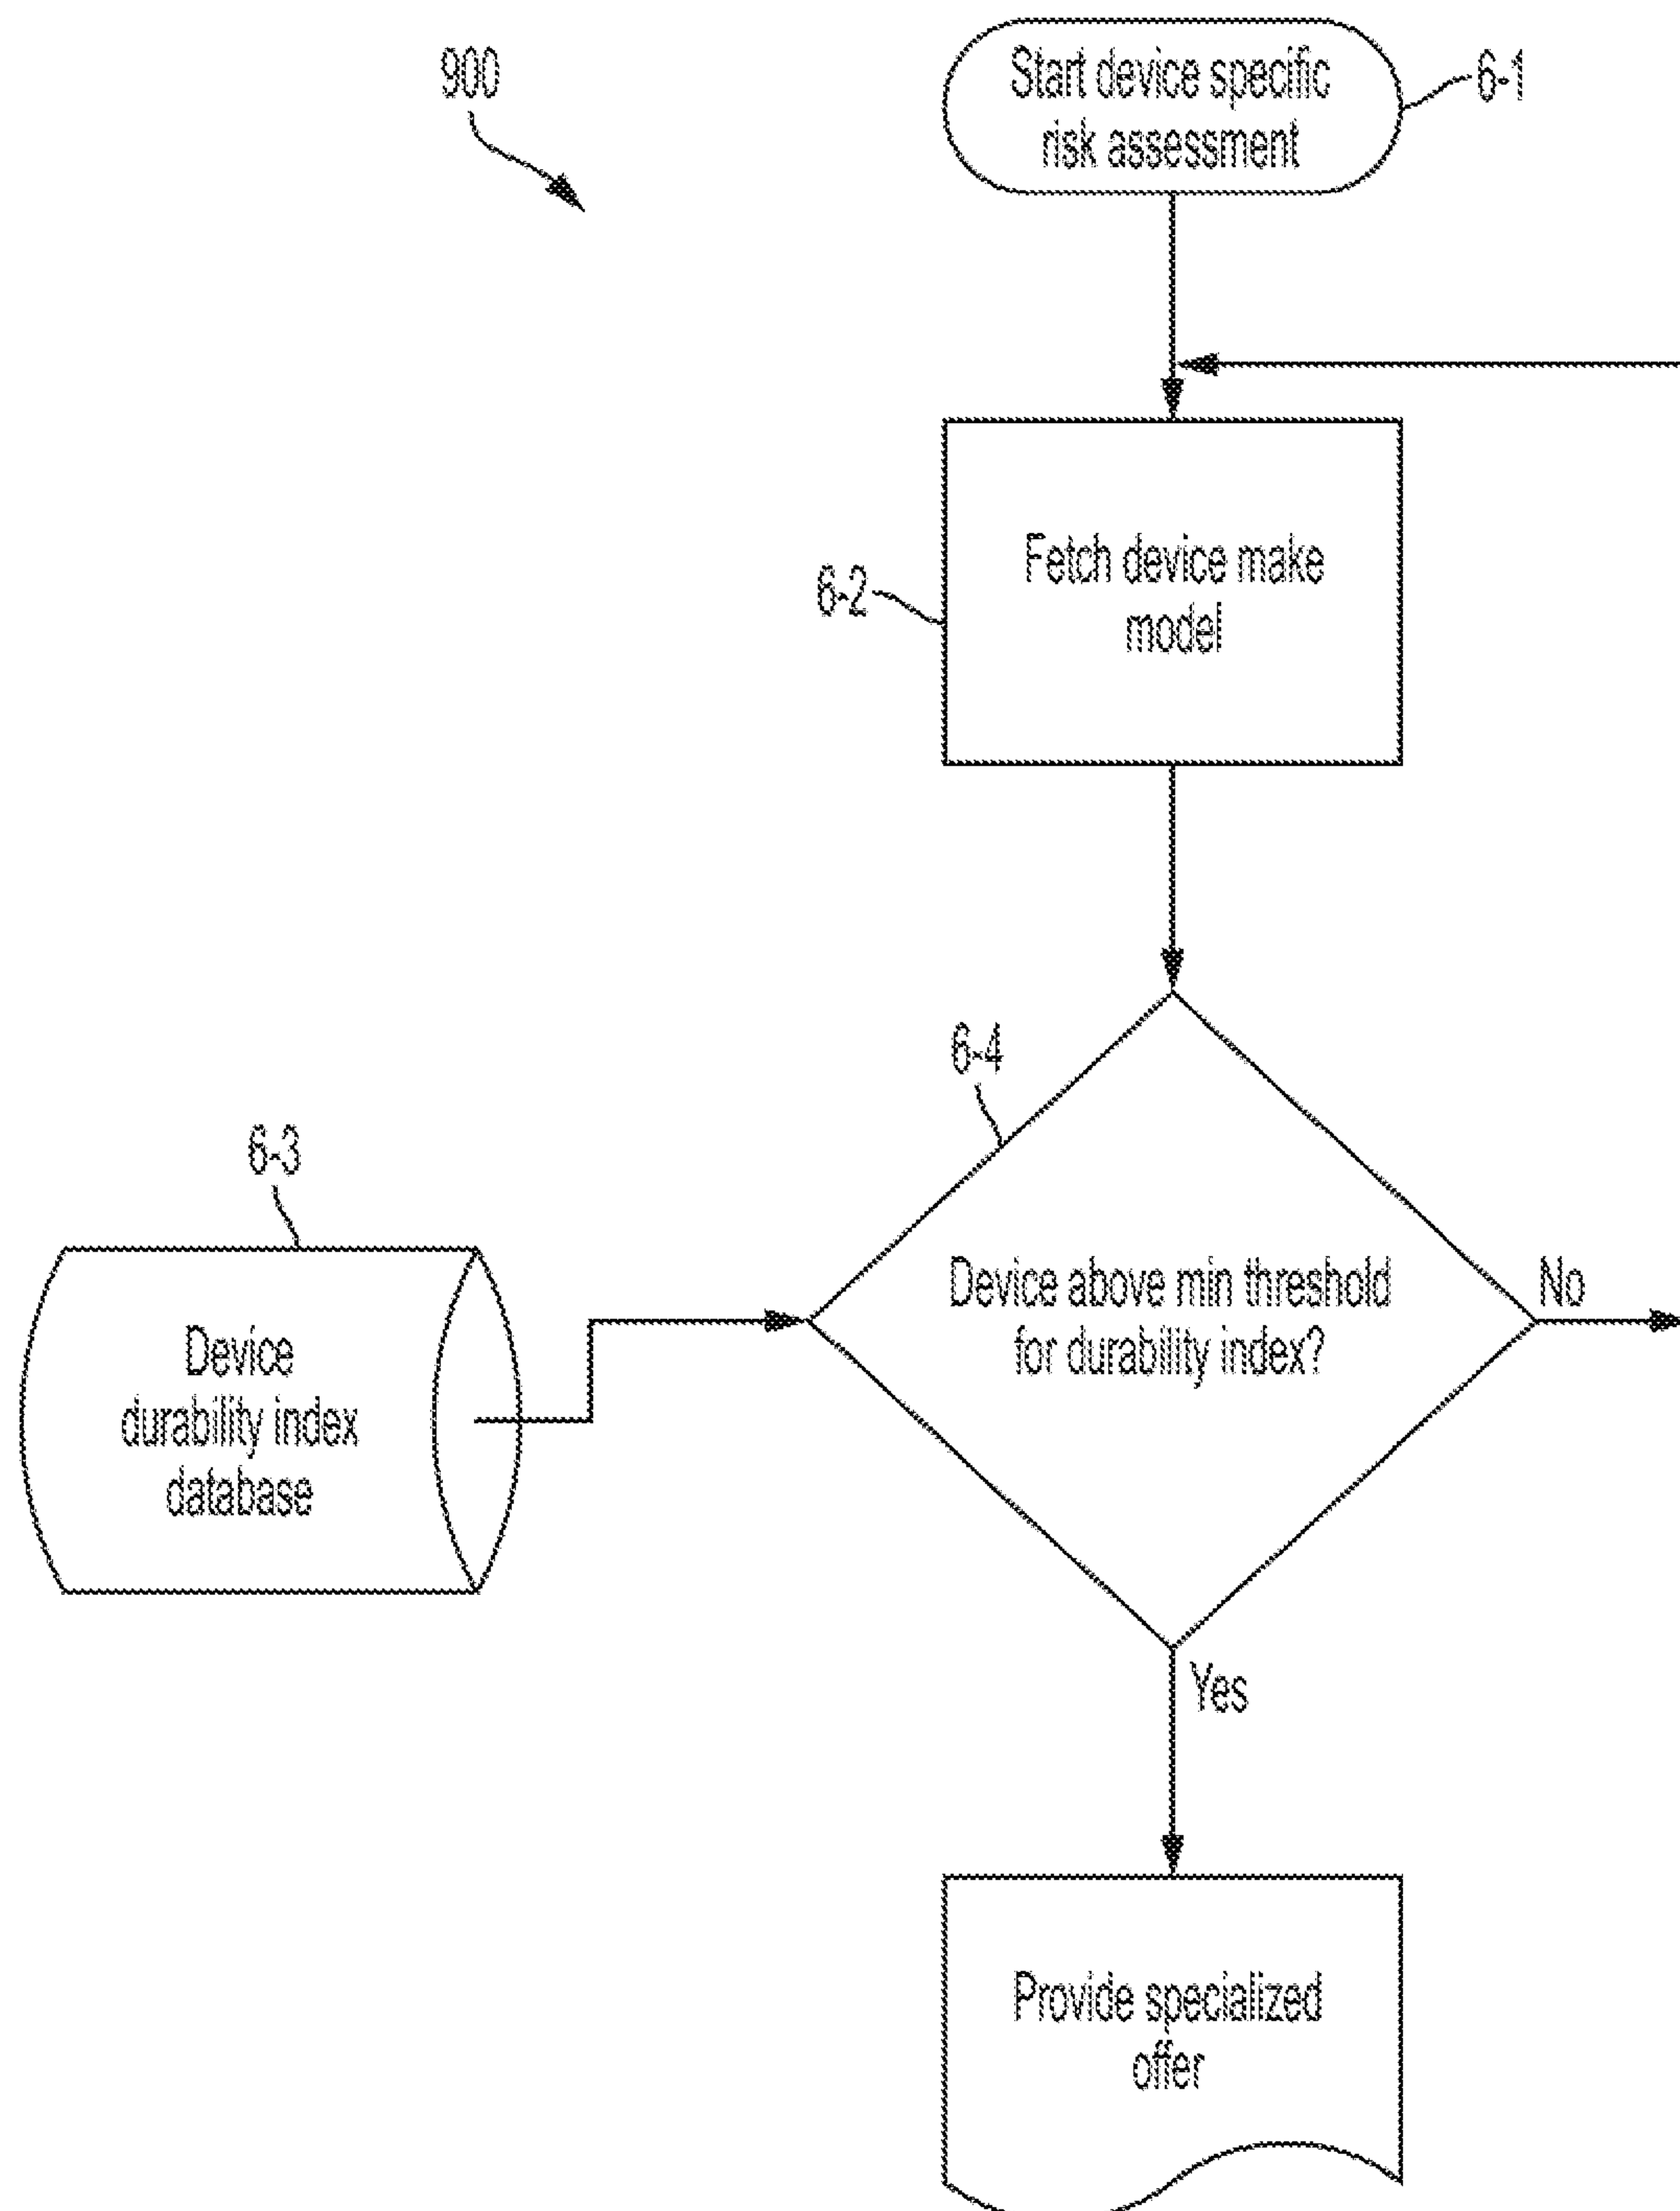 900
Start device specific
risk assessment
6-1
Fetch device make
model
6-2
6-4
6-3
Device above min threshold
for durability index?
No
Device
durability index
database
Yes
Provide specialized
offer